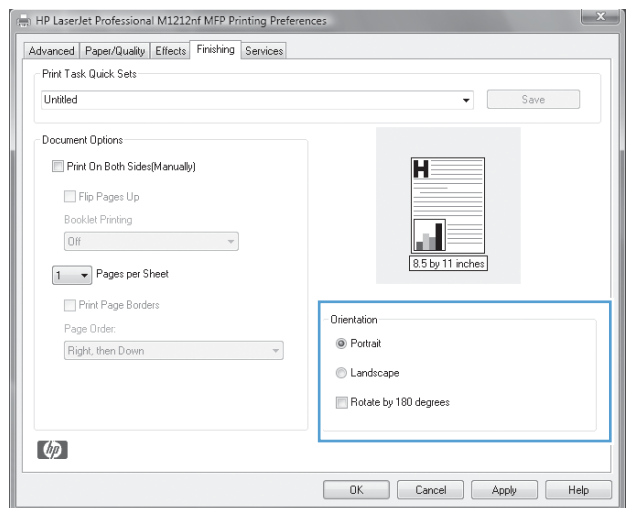 HP LaserJet Professional M1212nf MFP Printing Preferences
Advanced Paper/Quality Effects Finishing Services
Print Task Quick Sets
Untitled
Save
Document Options
Print On Both Sides(Manually)
Flip Pages Up
Booklet Printing
Off
1 Pages per Sheet
Print Page Borders
Page Order:
Right, then Down
H
8.5 by 11 inches
Orientation
Portrait
Landscape
Rotate by 180 degrees
hp
OK Cancel Apply Help